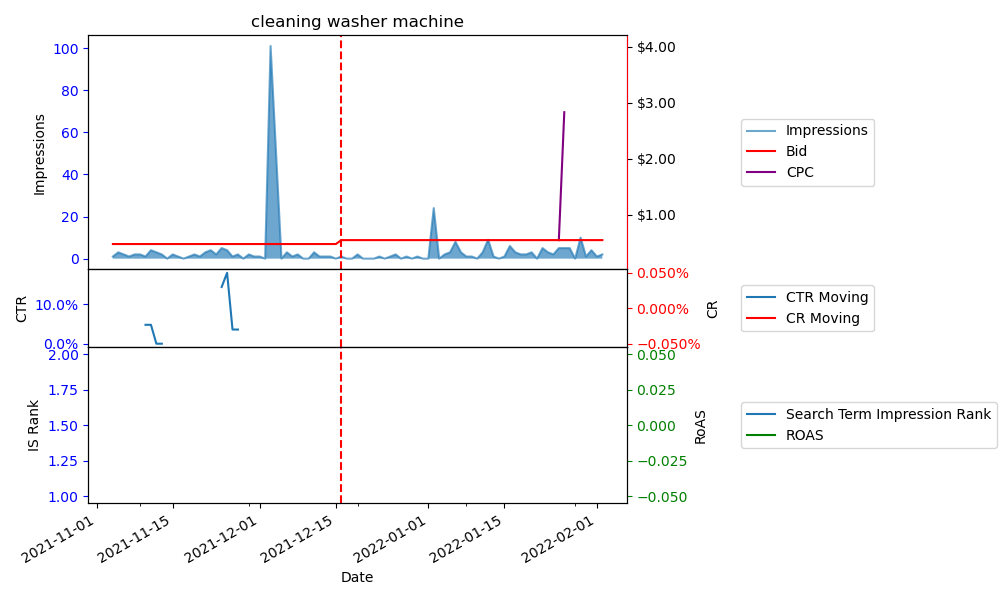 cleaning washer machine
100
80
60
40
20
0
Impressions
$4.00
$3.00
$2.00
$1.00
Impressions
Bid
CPC
10.0%
0.0%
CTR
0.050%
0.000%
−0.050%
CR
CTR Moving
CR Moving
2.00
1.75
1.50
1.25
1.00
IS Rank
0.050
0.025
0.000
−0.025
−0.050
RoAS
Search Term Impression Rank
ROAS
2021-11-01
2021-11-15
2021-12-01
2021-12-15
2022-01-01
2022-01-15
2022-02-01
Date